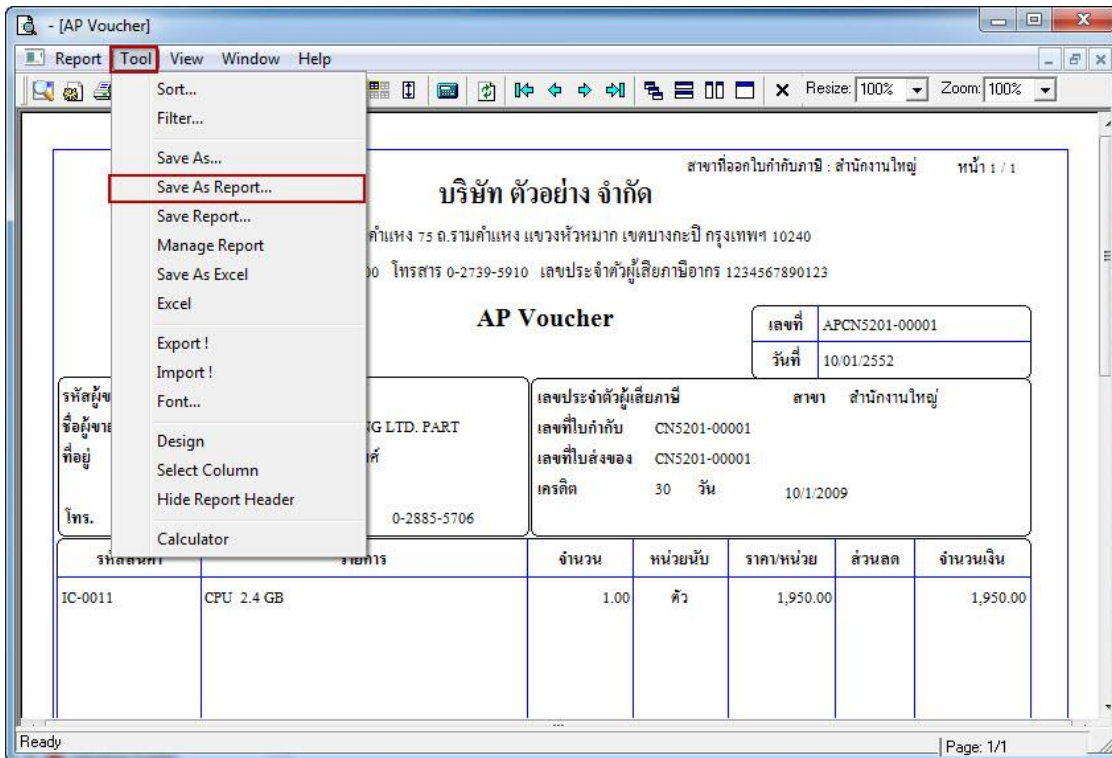 - [AP Voucher]
Report Tool View Window Help
Resize: 100% Zoom: 100%
Sort...
Filter...
Save As...
Save As Report...
Save Report...
Manage Report
Save As Excel
Excel
Export !
Import !
Font...
Design
Select Column
Hide Report Header
Calculator
สาขาที่ออกใบกำกับภาษี : สำนักงานใหญ่ หน้า 1 / 1
บริษัท ตัวอย่าง จำกัด
75 ถ.รามคำแหง แขวงหัวหมาก เขตบางกะปิ กรุงเทพฯ 10240
โทรสาร 0-2739-5910 เลขประจำตัวผู้เสียภาษีอากร 1234567890123
AP Voucher
เลขที่ APCN5201-00001
วันที่ 10/01/2552
LTD. PART
ที่อยู่
โทร. 0-2885-5706
เลขประจำตัวผู้เสียภาษี สาขา สำนักงานใหญ่
เลขที่ใบกำกับ CN5201-00001
เลขที่ใบส่งของ CN5201-00001
เครดิต 30 วัน 10/1/2009
รหัสสินค้า รายการ จำนวน หน่วยนับ ราคา/หน่วย ส่วนลด จำนวนเงิน
IC-0011 CPU 2.4 GB 1.00 ตัว 1,950.00 1,950.00
Ready Page: 1/1